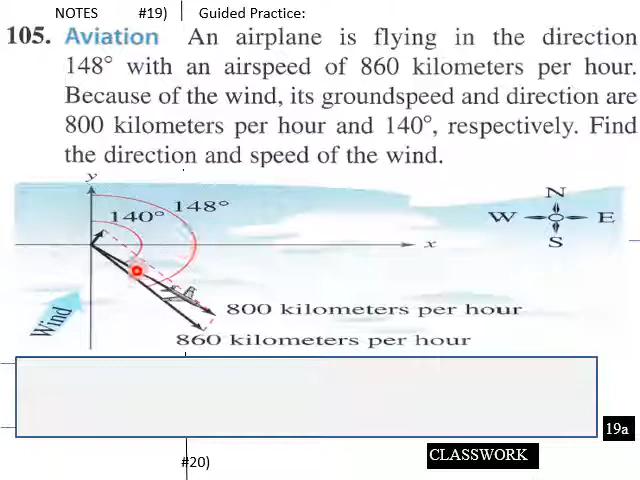 NOTES #19) Guided Practice:
105. Aviation An airplane is flying in the direction
148° with an airspeed of 860 kilometers per hour.
Because of the wind, its groundspeed and direction are
800 kilometers per hour and 140°, respectively. Find
the direction and speed of the wind.
y
N
148°
140°
W E
x
S
800 kilometers per hour
Wind
860 kilometers per hour
19a
#20)
CLASSWORK